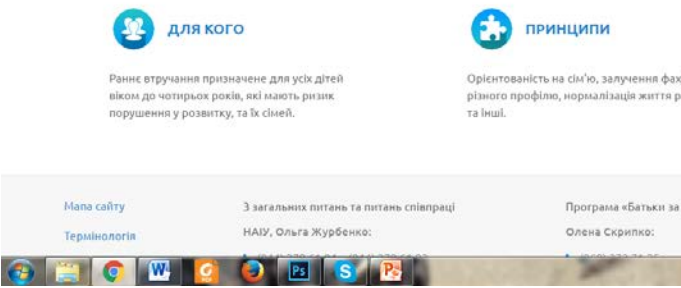 ДЛЯ КОГО
Раннє втручання призначене для усіх дітей
віком до чотирьох років, які мають ризик
порушення у розвитку, та їх сімей.
ПРИНЦИПИ
Орієнтованість на сім'ю, залучення фах
різного профілю, нормалізація життя р
та інші.
Мапа сайту
Термінологія
З загальних питань та питань співпраці
НАІУ, Ольга Журбенко:
Програма «Батьки за
Олена Скрипко:
W
Ps
S